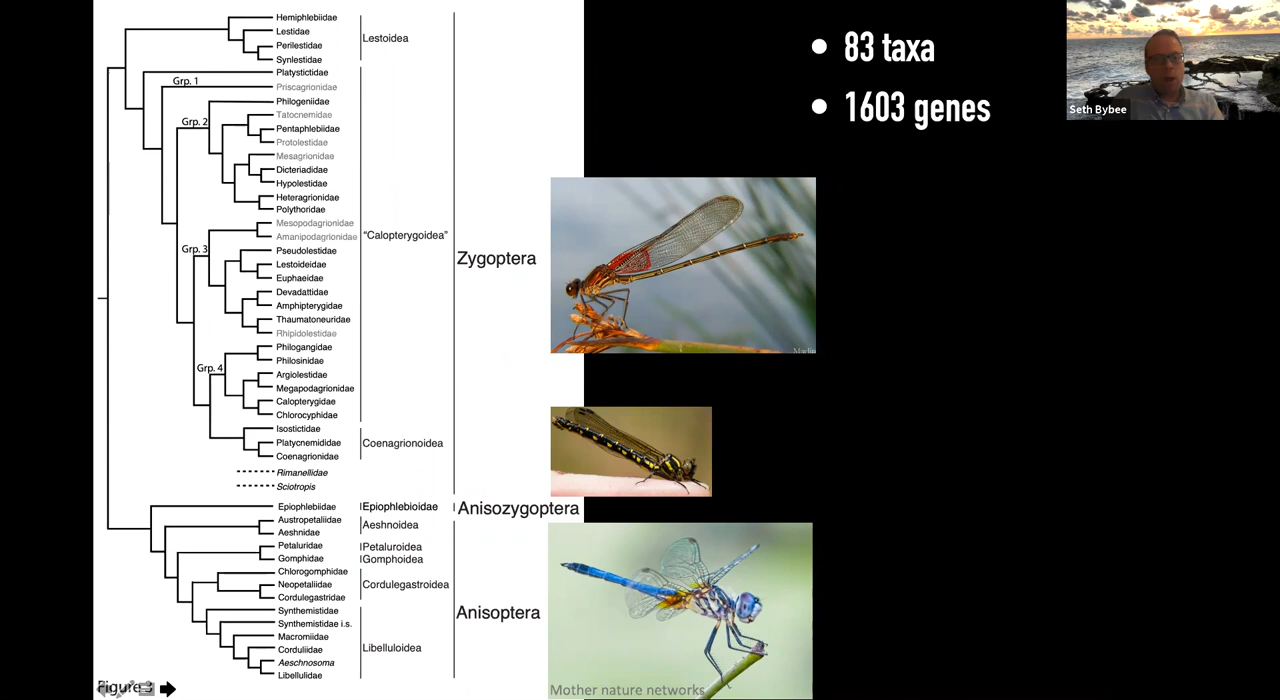 Hemiphlebiidae
Lestidae
Perilestidae
Synlestidae
Lestoidea
Platystictidae
Grp. 1
Priscagrionidae
Philogeniidae
Tatocnemidae
Grp. 2
Pentaphlebiidae
Protolestidae
Mesagrionidae
Dicteriadidae
Hypolestidae
Heteragrionidae
Polythoridae
Mesopodagrionidae
Amanipodagrionidae
"Calopterygoidea"
Grp. 3
Pseudolestidae
Lestoideidae
Euphaeidae
Devadattidae
Amphipterygidae
Thaumatoneuridae
Rhipidolestidae
Philogangidae
Philosinidae
Grp. 4
Argiolestidae
Megapodagrionidae
Calopterygidae
Chlorocyphidae
Isostictidae
Platycnemididae
Coenagrionidae
Coenagrionoidea
Rimanellidae
Sciotropis
Zygoptera
Epiophlebiidae
Epiophlebioidea
Anisozygoptera
Austropetaliidae
Aeshnidae
Aeshnoidea
Petaluridae
Petaluroidea
Gomphidae
Gomphoidea
Chlorogomphidae
Neopetaliidae
Cordulegastridae
Cordulegastroidea
Synthemistidae
Synthemistidae i.s.
Macromiidae
Corduliidae
Aeschnosoma
Libellulidae
Libelluloidea
Anisoptera
Figure 3
Mother nature networks
• 83 taxa
• 1603 genes
Seth Bybee